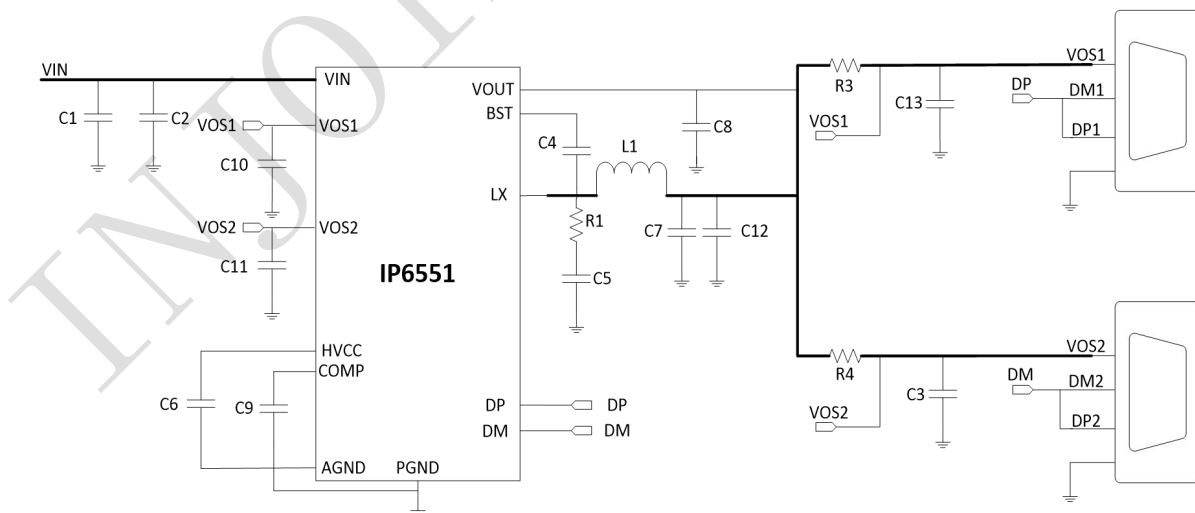 VIN
VIN
C1
C2
VOS1
VOS1
C10
VOS2
VOS2
C11
IP6551
HVCC
COMP
C6
C9
AGND
PGND
VOUT
BST
LX
DP
DP
DM
DM
C4
L1
R1
C5
C8
C7
C12
R3
VOS1
C13
VOS1
DP
DM1
DP1
R4
VOS2
C3
VOS2
DM
DM2
DP2